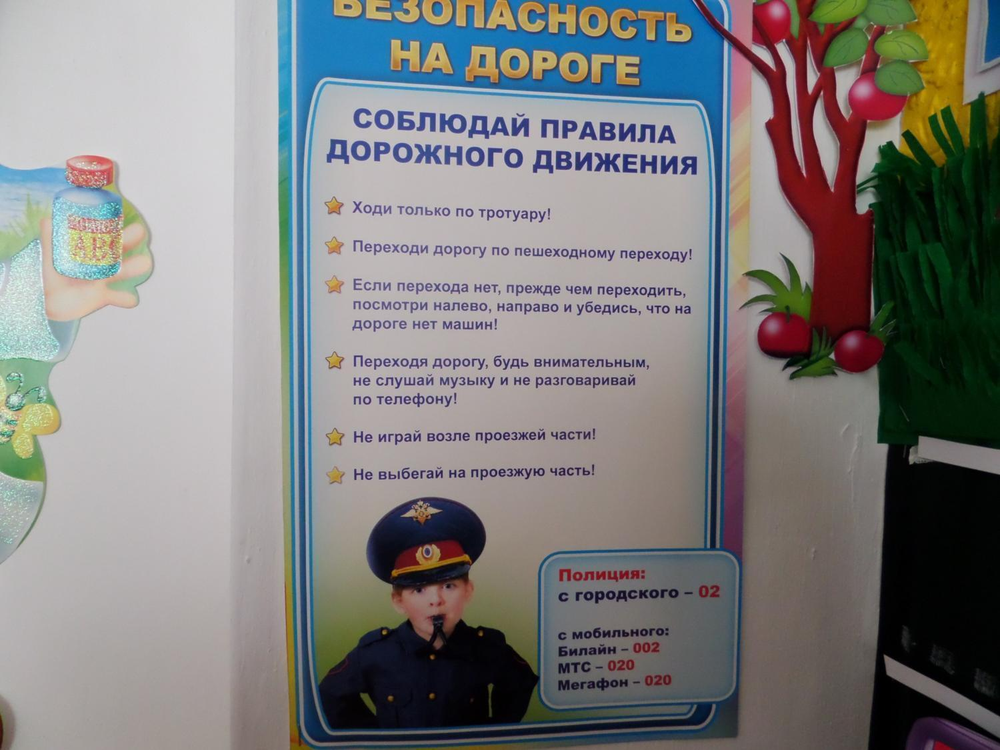 БЕЗОПАСНОСТЬ
НА ДОРОГЕ
СОБЛЮДАЙ ПРАВИЛА
ДОРОЖНОГО ДВИЖЕНИЯ
Ходи только по тротуару!
Переходи дорогу по пешеходному переходу!
Если перехода нет, прежде чем переходить,
посмотри налево, направо и убедись, что на
дороге нет машин!
Переходя дорогу, будь внимательным,
не слушай музыку и не разговаривай
по телефону!
Не играй возле проезжей части!
Не выбегай на проезжую часть!
Полиция:
с городского – 02
с мобильного:
Билайн – 002
МТС – 020
Мегафон – 020